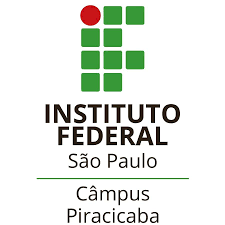 INSTITUTO
FEDERAL
São Paulo
Câmpus
Piracicaba